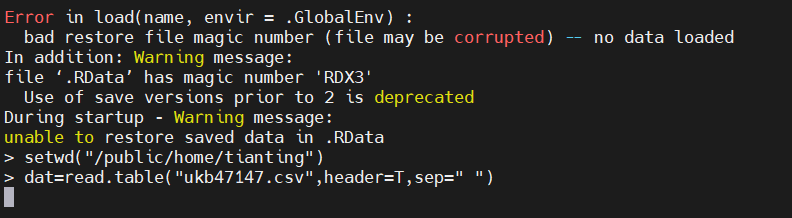 Error in load(name, envir = .GlobalEnv) :
  bad restore file magic number (file may be corrupted) -- no data loaded
In addition: Warning message:
file ‘.RData’ has magic number 'RDX3'
  Use of save versions prior to 2 is deprecated
During startup - Warning message:
unable to restore saved data in .RData
> setwd("/public/home/tianting")
> dat=read.table("ukb47147.csv",header=T,sep=" ")